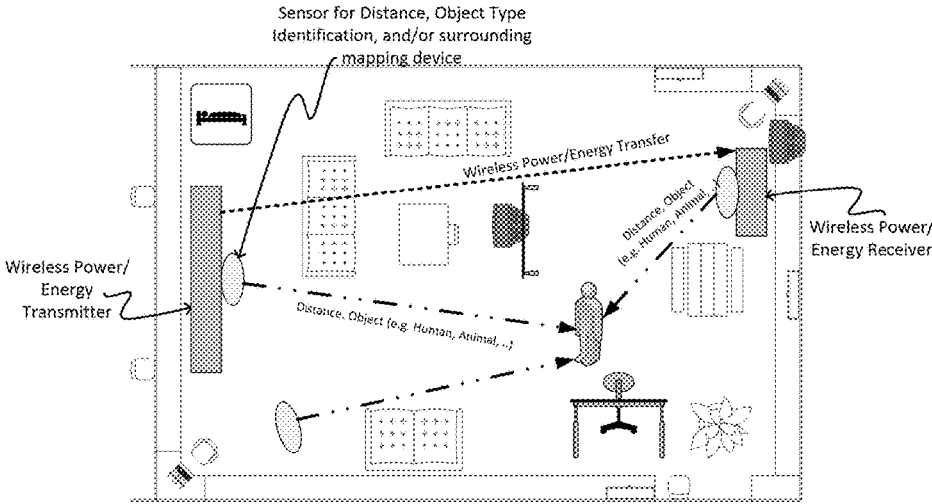 Sensor for Distance, Object Type
Identification, and/or surrounding
mapping device
Wireless Power/Energy Transfer
Distance, Object
(e.g. Human, Animal,
Wireless Power/
Energy Receiver
Wireless Power/
Energy
Transmitter
Distance, Object (e.g. Human, Animal, ..)